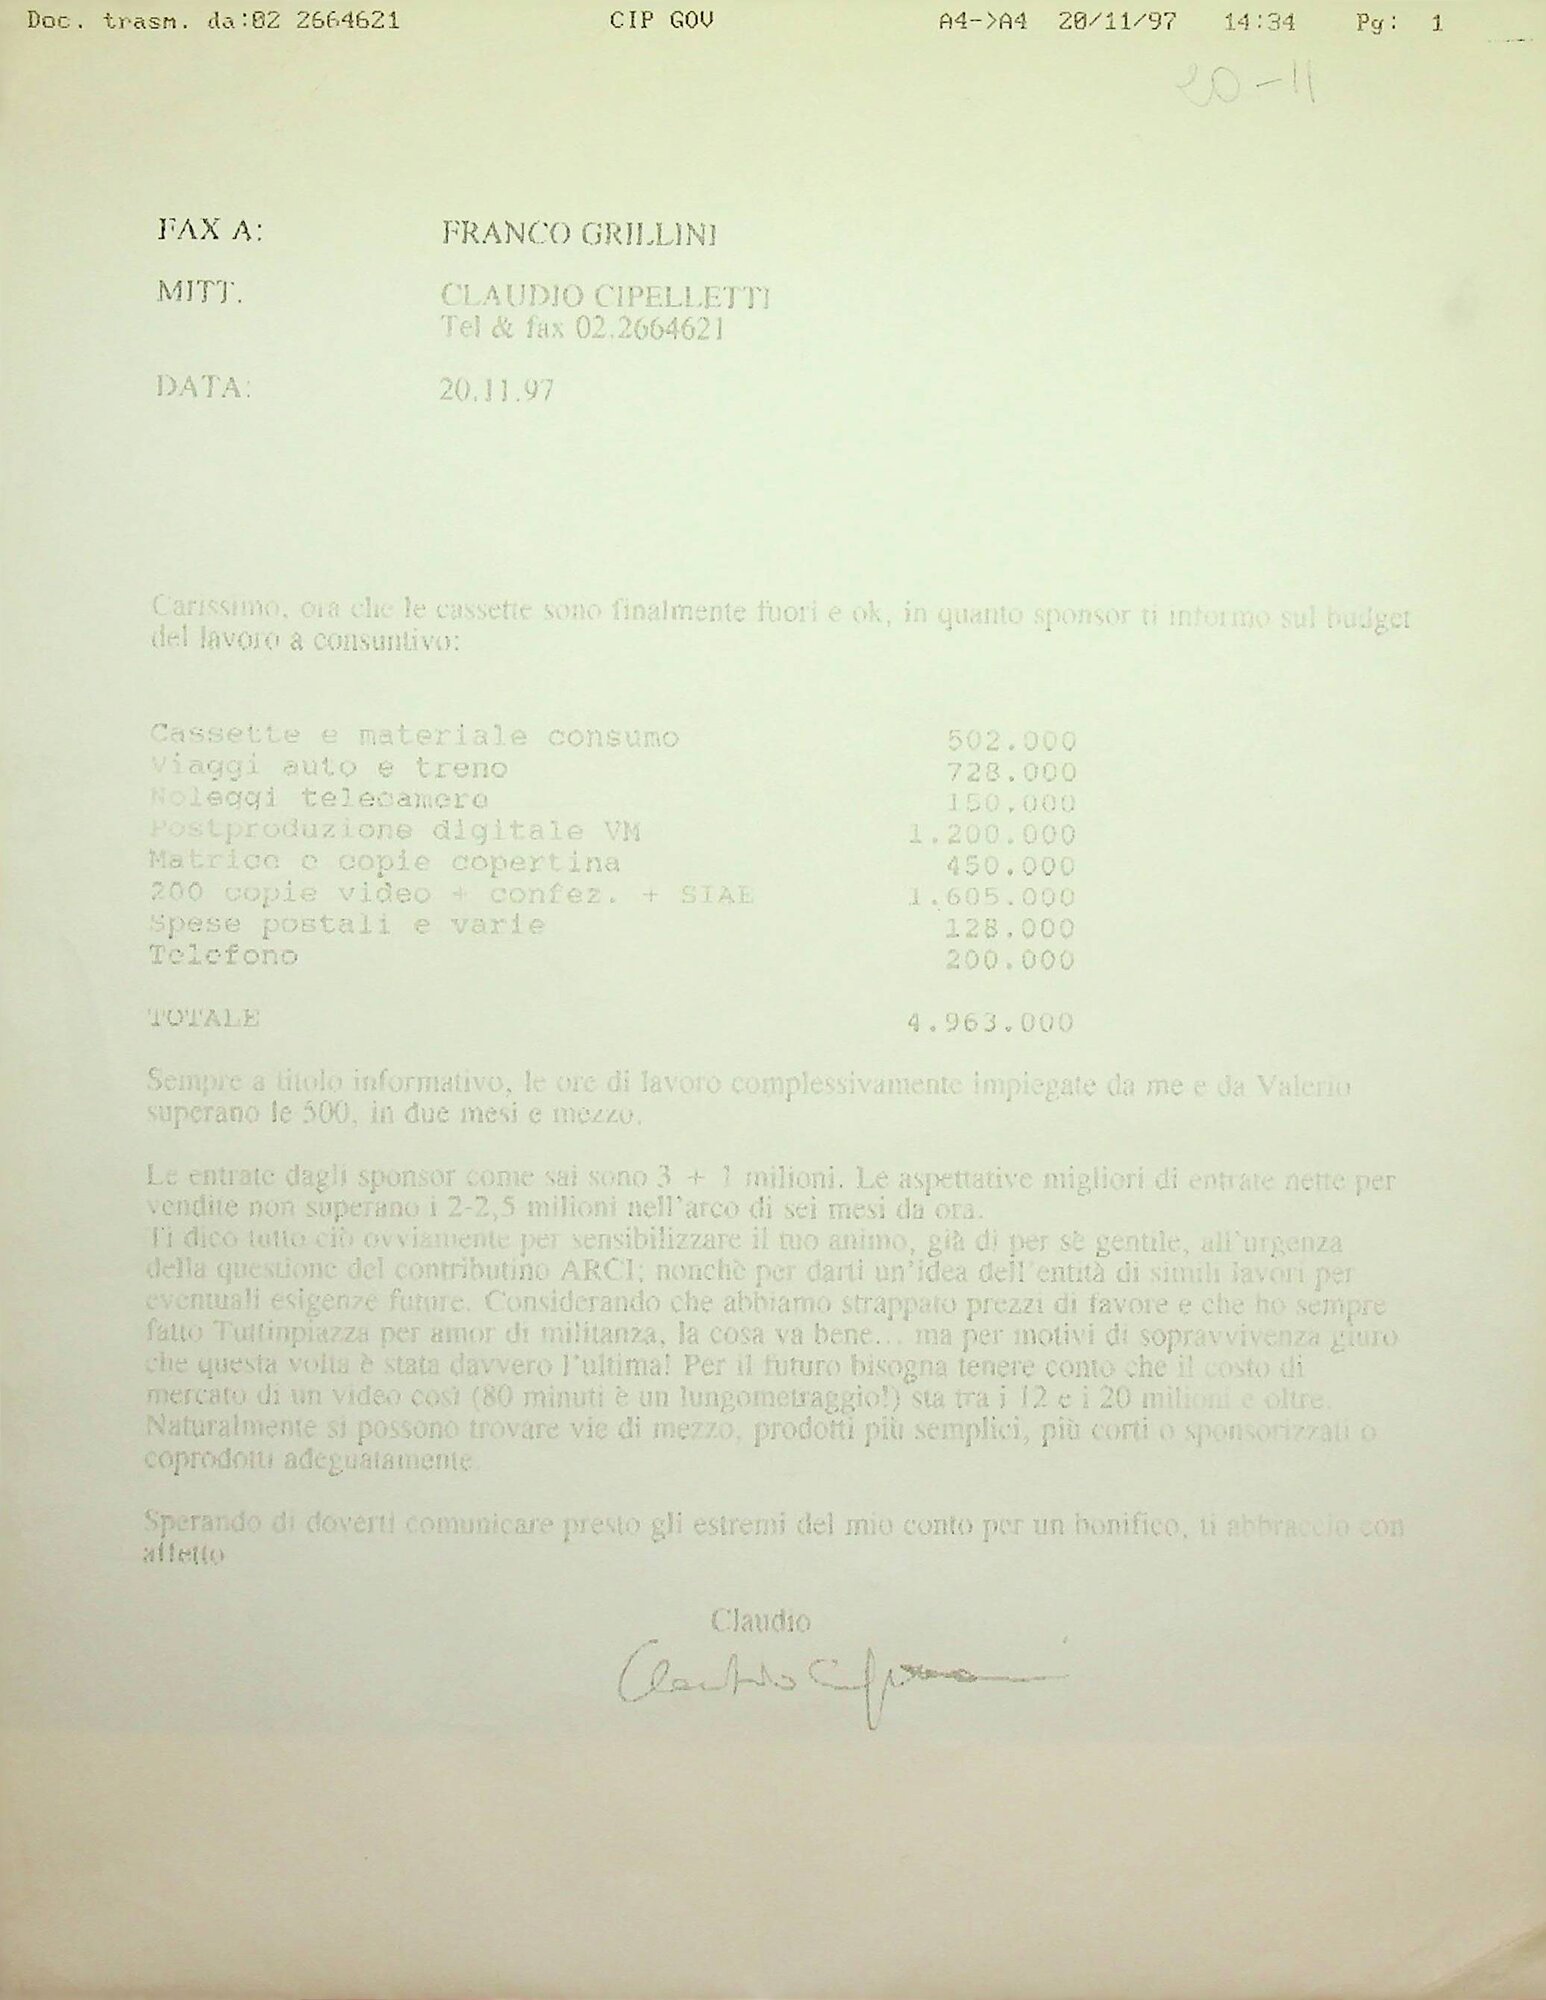 Doc. trasm. da:02 2664621 CIP GOV A4->A4 20/11/97 14:34 Pg: 1
20-11
FAX A: FRANCO GRILLINI
MITT. CLAUDIO CIPELLETTI
Tel & fax 02.2664621
DATA: 20.11.97
Carissimo, ora che le cassette sono finalmente fuori e ok, in quanto sponsor ti informo sul budget
del lavoro a consuntivo:
Cassette e materiale consumo 502.000
Viaggi auto e treno 728.000
Noleggi telecamera 150.000
Postproduzione digitale VM 1.200.000
Matrice e copie copertina 450.000
200 copie video + confez. + SIAE 1.605.000
Spese postali e varie 128.000
Telefono 200.000
TOTALE 4.963.000
Sempre a titolo informativo, le ore di lavoro complessivamente impiegate da me e da Valerio
superano le 500, in due mesi e mezzo.
Le entrate dagli sponsor come sai sono 3 + 1 milioni. Le aspettative migliori di entrate nette per
vendite non superano i 2-2,5 milioni nell'arco di sei mesi da ora.
Ti dico tutto ciò ovviamente per sensibilizzare il tuo animo, già di per sè gentile, all'urgenza
della questione del contributino ARCI; nonchè per darti un'idea dell'entità di simili lavori per
eventuali esigenze future. Considerando che abbiamo strappato prezzi di favore e che ho sempre
fatto Tuttinpiazza per amor di militanza, la cosa va bene... ma per motivi di sopravvivenza giuro
che questa volta è stata davvero l'ultima! Per il futuro bisogna tenere conto che il costo di
mercato di un video così (80 minuti è un lungometraggio!) sta tra i 12 e i 20 milioni e oltre.
Naturalmente si possono trovare vie di mezzo, prodotti più semplici, più corti o sponsorizzati o
coprodotti adeguatamente.
Sperando di doverti comunicare presto gli estremi del mio conto per un bonifico, ti abbraccio con
affetto
Claudio
Claudio